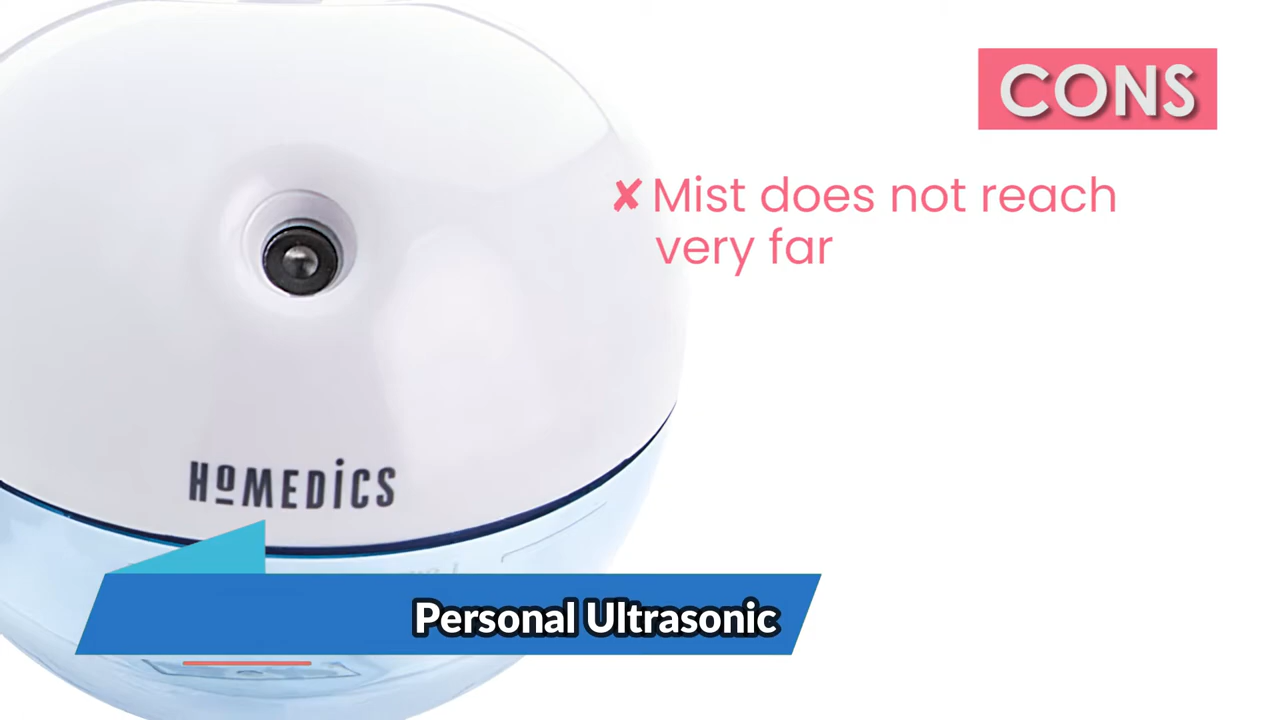 CONS
✘ Mist does not reach
very far
HOMEDiCS
Personal Ultrasonic